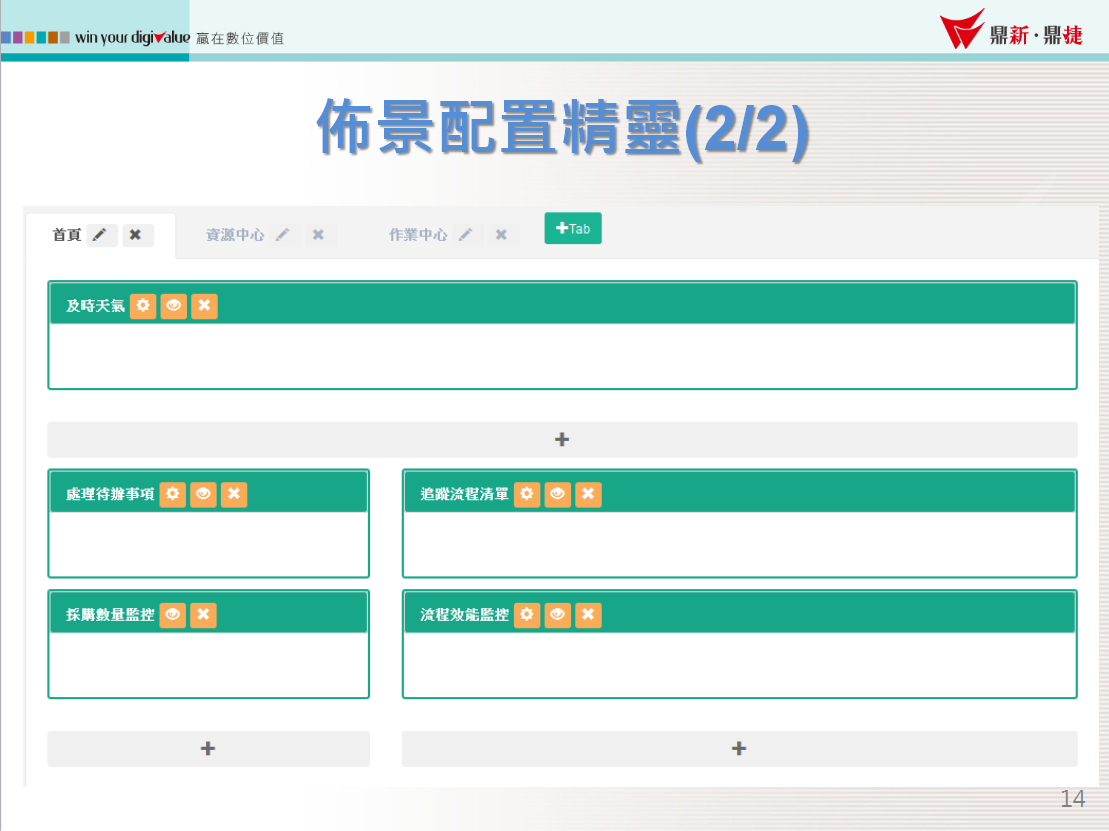 win your digivalue 贏在數位價值
鼎新·鼎捷
佈景配置精靈(2/2)
首頁 資源中心 作業中心 +Tab
及時天氣
+
處理待辦事項 追蹤流程清單
採購數量監控 流程效能監控
+ +
14